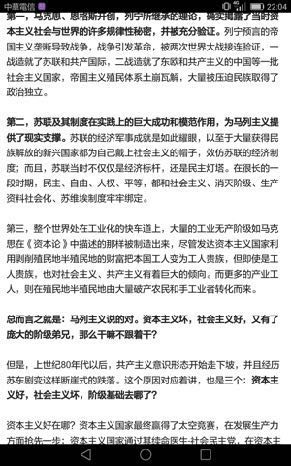 中華電信
22:04
第一，马克思、恩格斯开创，列宁所继承的理论，确实揭露了当时资
本主义社会与世界的许多规律性秘密，并被充分验证。列宁预言的帝
国主义垄断导致战争，战争引发革命，被两次世界大战接连验证，一
战造就了苏联和共产国际，二战造就了东欧和共产主义的中国等一批
社会主义国家，帝国主义殖民体系土崩瓦解，大量被压迫民族取得了
政治独立。
第二，苏联及其制度在实践上的巨大成功和模范作用，为马列主义提
供了现实支撑。苏联的经济军事成就是如此耀眼，以至于大量获得民
族解放的新兴国家都为自己戴上社会主义的帽子，效仿苏联的经济制
度；而且，苏联当时不仅仅是经济标杆，还是民主灯塔。在很长的一
段时期，民主、自由、人权、平等，都和社会主义、消灭阶级、生产
资料社会化、苏维埃制度牢牢绑定。
第三，整个世界处在工业化的快车道上，大量的工业无产阶级如马克
思在《资本论》中描述的那样被制造出来，尽管发达资本主义国家利
用剥削殖民地半殖民地的财富把本国工人变为工人贵族，但即使是工
人贵族，也对社会主义、共产主义有着巨大的倾向。而更多的产业工
人，则在殖民地半殖民地由大量破产农民和手工业者转化而来。
总而言之就是：马列主义说的对。资本主义坏，社会主义好，又有了
庞大的阶级弟兄，那么干嘛不跟着干？
但是，上世纪80年代以后，共产主义意识形态开始走下坡，并且经历
苏东剧变这样断崖式的跌落。这个原因对应着讲，也是三个：资本主
义好，社会主义坏，阶级基础去哪了？
资本主义好在哪？资本主义国家最终赢得了太空竞赛，在发展生产力
方面抢先一步；资本主义国家通过其续命医生-社会民主党，在资本主